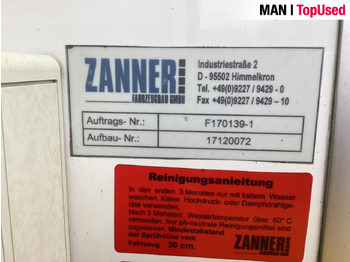 MAN | TopUsed
ZANNER
FAHRZEUGBAU GMBH
Industriestraße 2
D - 95502 Himmelkron
Tel. +49(0)9227 / 9429 - 0
Fax +49(0)9227 / 9429 – 10
Auftrags- Nr.: F170139-1
Aufbau- Nr.: 17120072
Reinigungsanleitung
in den ersten 3 Monaten nur mit kaltem Wasser
waschen. Keine Hochdruck- oder Dampfstrahlge-
räte verwenden.
Nach 3 Monaten: Wassertemperatur über 60° C
vermeiden. Nur ph-neutrale Reinigungsmittel
zugelassen. Mindestabstand
der Sprühdüse vom
Fahrzeug 30 cm.
ZANNER
FAHRZEUGBAU GMBH